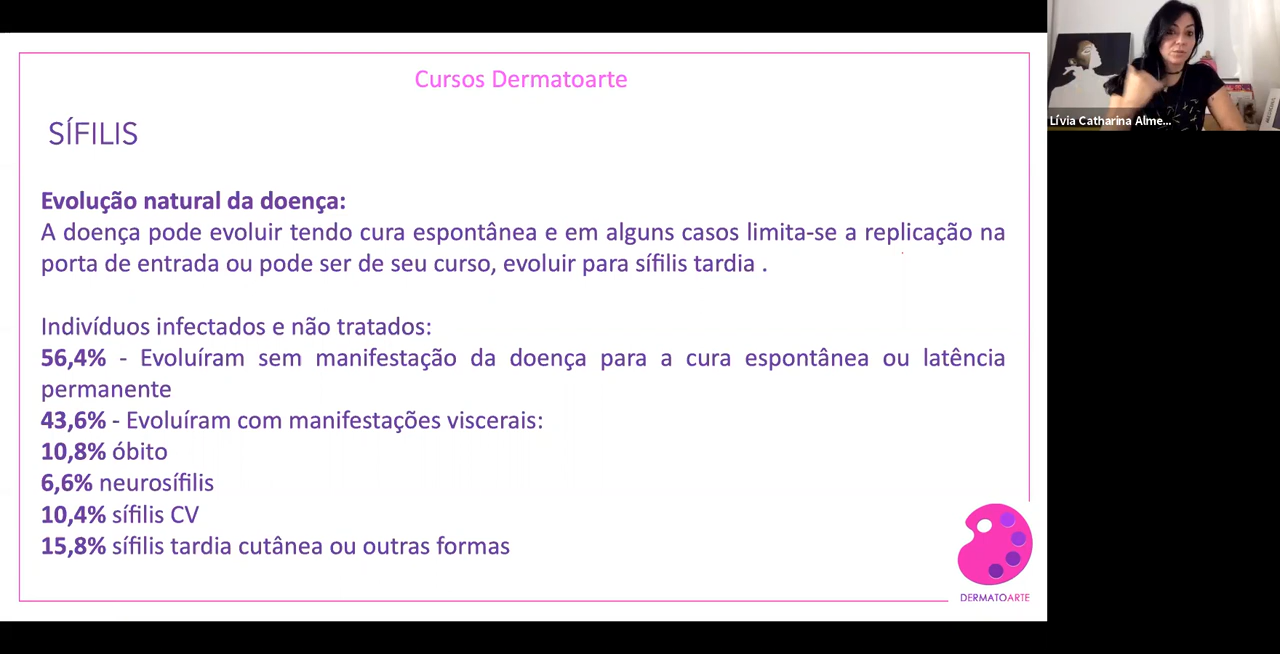 Cursos Dermatoarte
SÍFILIS
Evolução natural da doença:
A doença pode evoluir tendo cura espontânea e em alguns casos limita-se a replicação na
porta de entrada ou pode ser de seu curso, evoluir para sífilis tardia .
Indivíduos infectados e não tratados:
56,4% - Evoluíram sem manifestação da doença para a cura espontânea ou latência
permanente
43,6% - Evoluíram com manifestações viscerais:
10,8% óbito
6,6% neurosífilis
10,4% sífilis CV
15,8% sífilis tardia cutânea ou outras formas
DERMATOARTE
Lívia Catharina Alme...